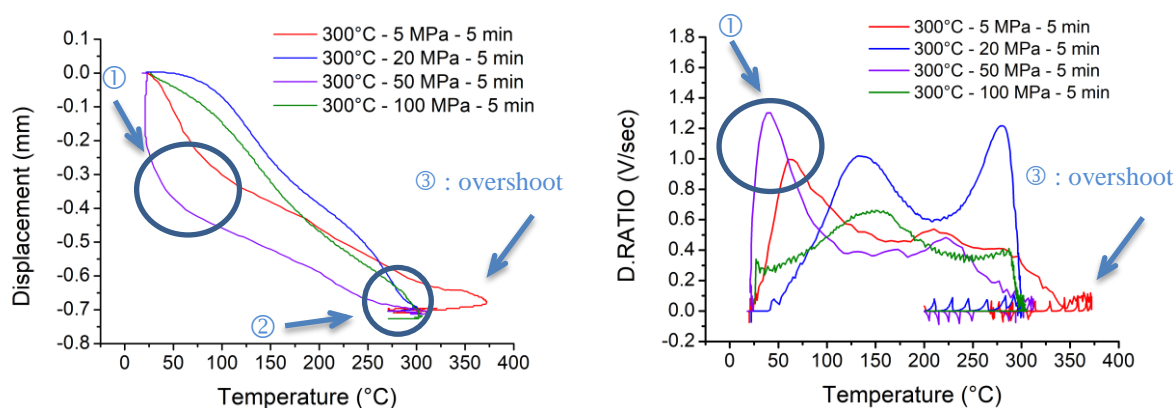 ①
300°C - 5 MPa - 5 min
300°C - 20 MPa - 5 min
300°C - 50 MPa - 5 min
300°C - 100 MPa - 5 min
③ : overshoot
②
0.1
0.0
-0.1
-0.2
-0.3
-0.4
-0.5
-0.6
-0.7
-0.8
Displacement (mm)
0 50 100 150 200 250 300 350 400
Temperature (°C)
①
300°C - 5 MPa - 5 min
300°C - 20 MPa - 5 min
300°C - 50 MPa - 5 min
300°C - 100 MPa - 5 min
③ : overshoot
1.8
1.6
1.4
1.2
1.0
0.8
0.6
0.4
0.2
0.0
D.RATIO (V/sec)
0 50 100 150 200 250 300 350 400
Temperature (°C)